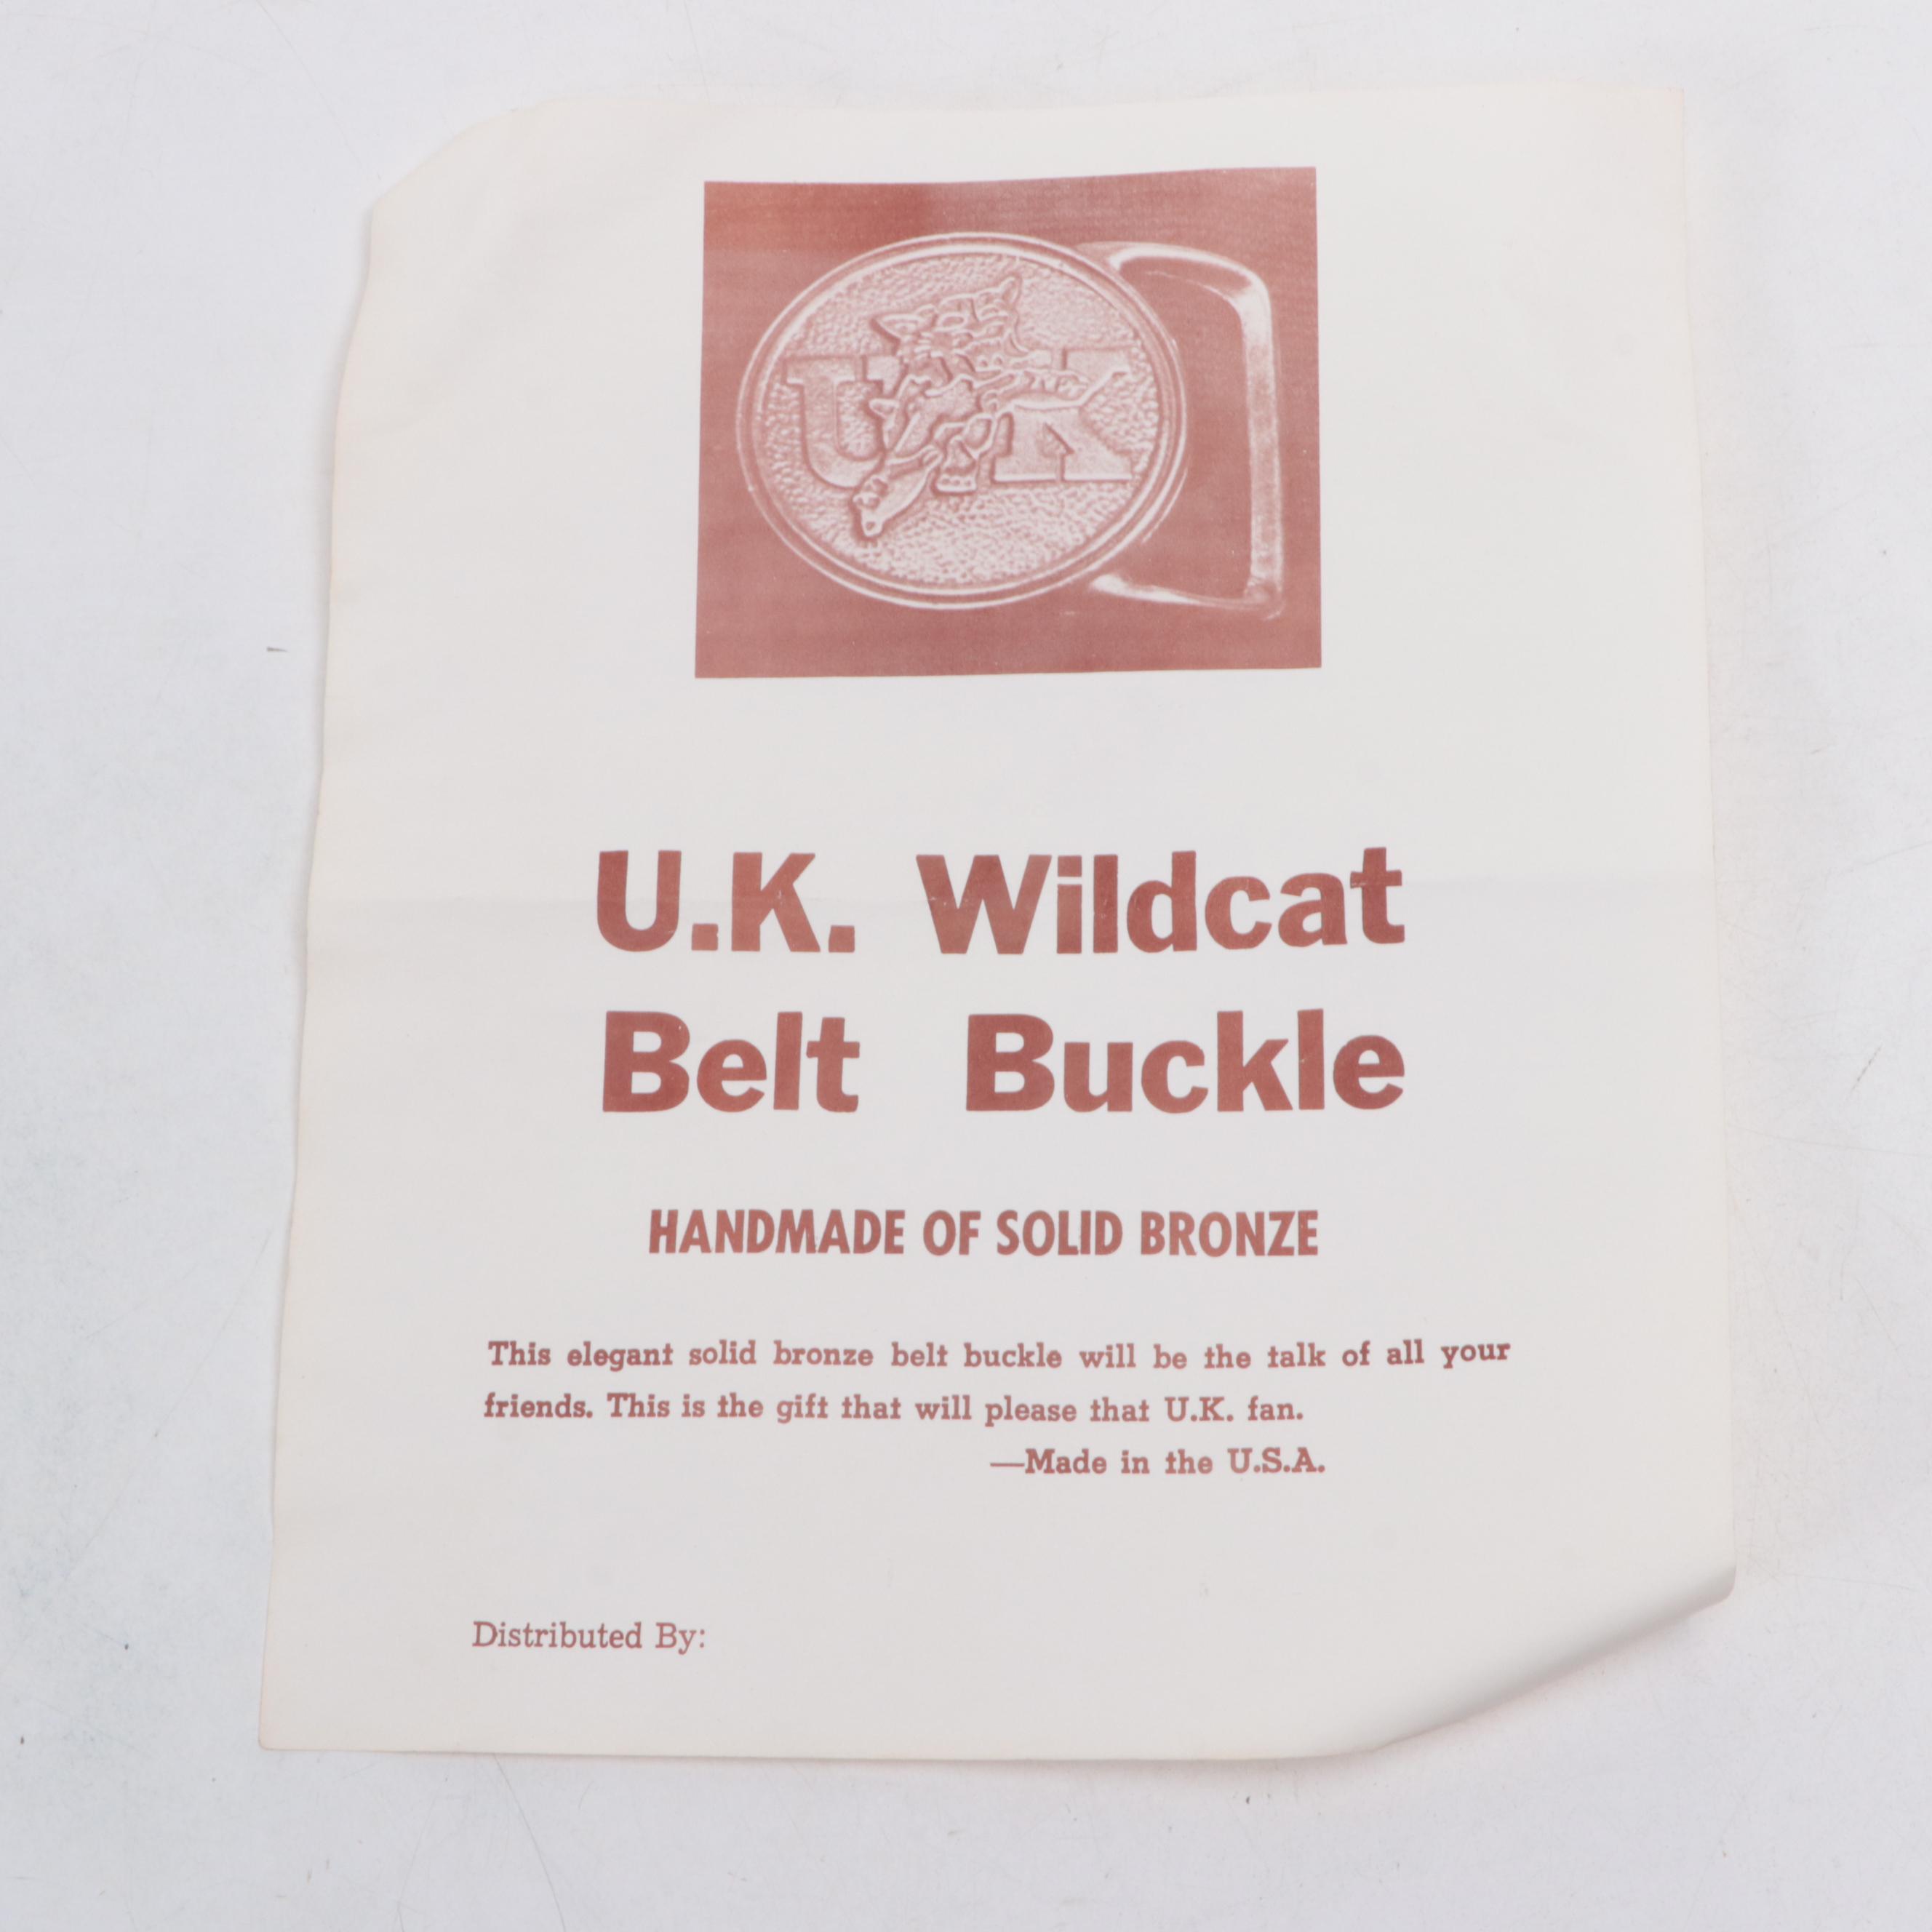 UK
U.K. Wildcat
Belt Buckle
HANDMADE OF SOLID BRONZE
This elegant solid bronze belt buckle will be the talk of all your
friends. This is the gift that will please that U.K. fan.
—Made in the U.S.A.
Distributed By: